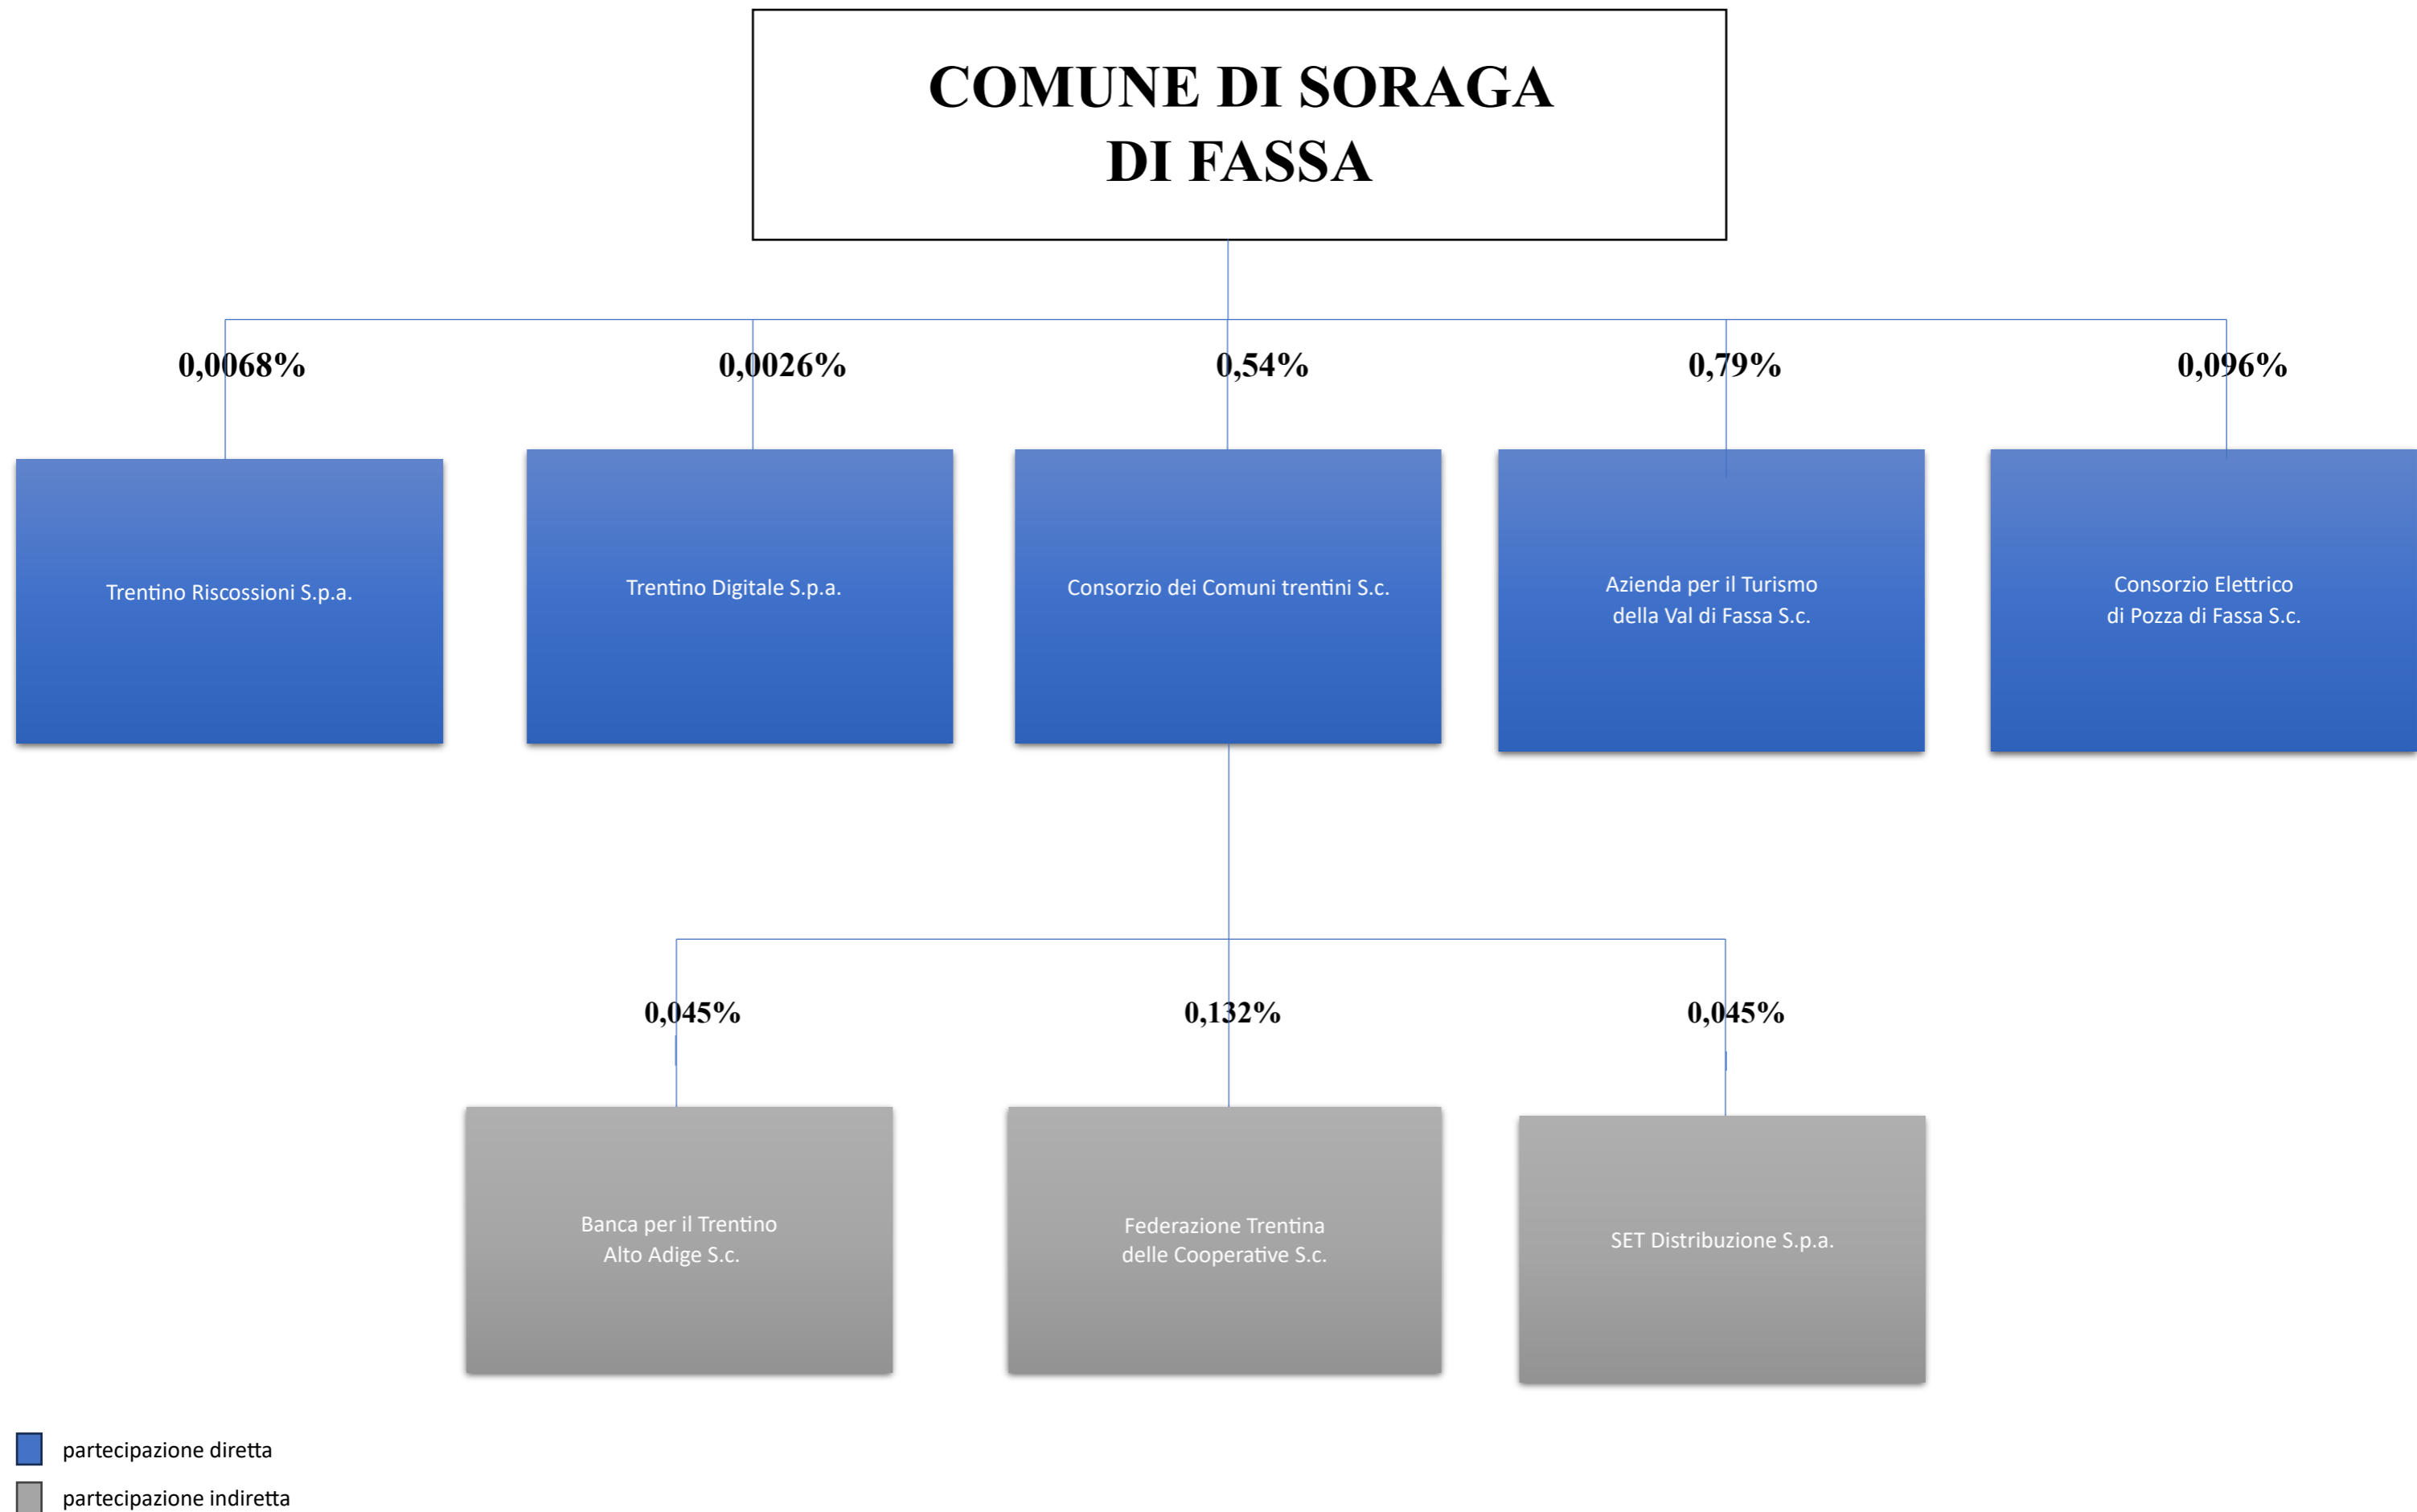 COMUNE DI SORAGA
DI FASSA
0,0068%
0,0026%
0,54%
0,79%
0,096%
Trentino Riscossioni S.p.a.
Trentino Digitale S.p.a.
Consorzio dei Comuni trentini S.c.
Azienda per il Turismo
della Val di Fassa S.c.
Consorzio Elettrico
di Pozza di Fassa S.c.
0,045%
0,132%
0,045%
Banca per il Trentino
Alto Adige S.c.
Federazione Trentina
delle Cooperative S.c.
SET Distribuzione S.p.a.
partecipazione diretta
partecipazione indiretta